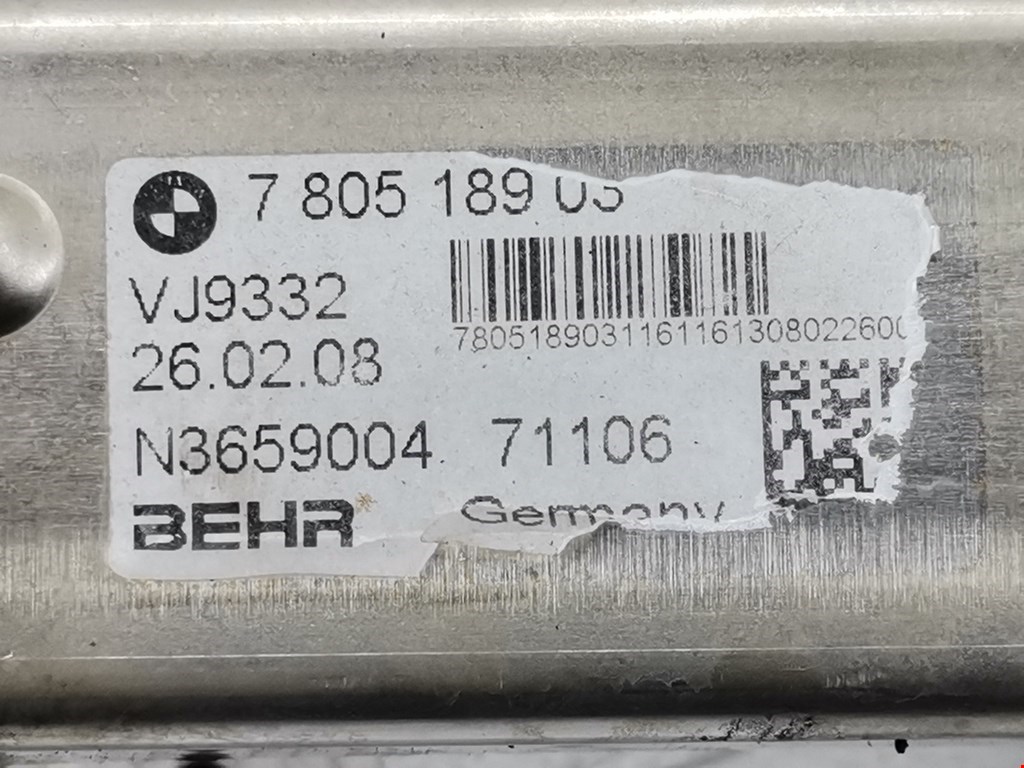 7 805 189 03
VJ9332
7805189031161161308022600
26.02.08
N3659004 71106
BEHR Germany